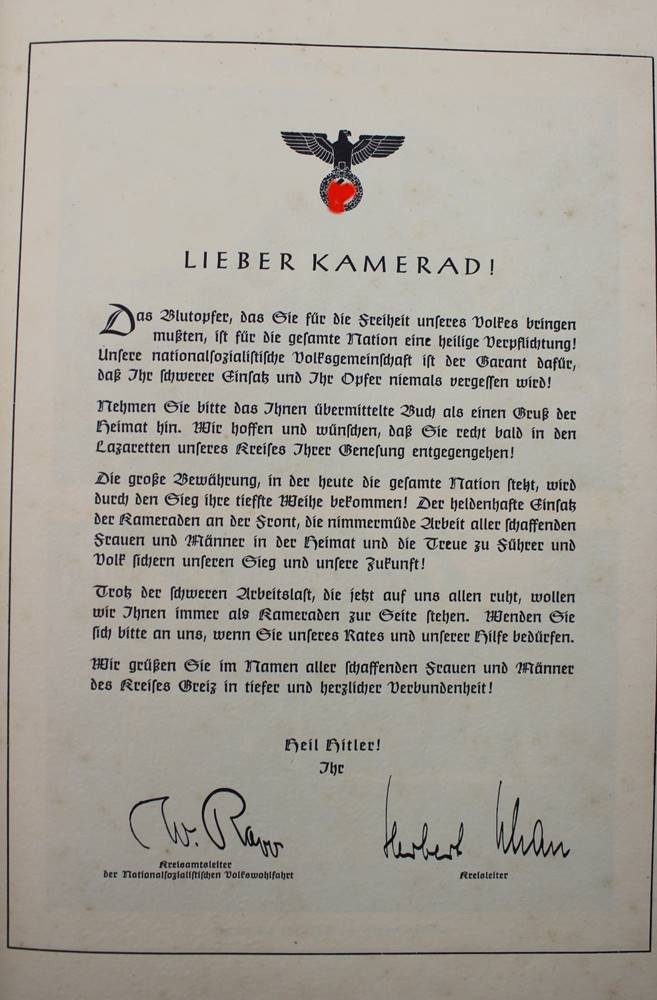 LIEBER KAMERAD!
Das Blutopfer, das Sie für die Freiheit unseres Volkes bringen
mußten, ist für die gesamte Nation eine heilige Verpflichtung!
Unsere nationalsozialistische Volksgemeinschaft ist der Garant dafür,
daß Ihr schwerer Einsatz und Ihr Opfer niemals vergessen wird!
Nehmen Sie bitte das Ihnen übermittelte Buch als einen Gruß der
Heimat hin. Wir hoffen und wünschen, daß Sie recht bald in den
Lazaretten unseres Kreises Ihrer Genesung entgegengehen!
Die große Bewährung, in der heute die gesamte Nation steht, wird
durch den Sieg ihre tiefste Weihe bekommen! Der heldenhafte Einsatz
der Kameraden an der Front, die nimmermüde Arbeit aller schaffenden
Frauen und Männer in der Heimat und die Treue zu Führer und
Volk sichern unseren Sieg und unsere Zukunft!
Trotz der schweren Arbeitslast, die jetzt auf uns allen ruht, wollen
wir Ihnen immer als Kameraden zur Seite stehen. Wenden Sie
sich bitte an uns, wenn Sie unseres Rates und unserer Hilfe bedürfen.
Wir grüßen Sie im Namen aller schaffenden Frauen und Männer
des Kreises Greiz in tiefer und herzlicher Verbundenheit!
Heil Hitler!
Ihr
W. Herbert
Kreisamtsleiter
der Nationalsozialistischen Volkswohlfahrt
Kreisleiter